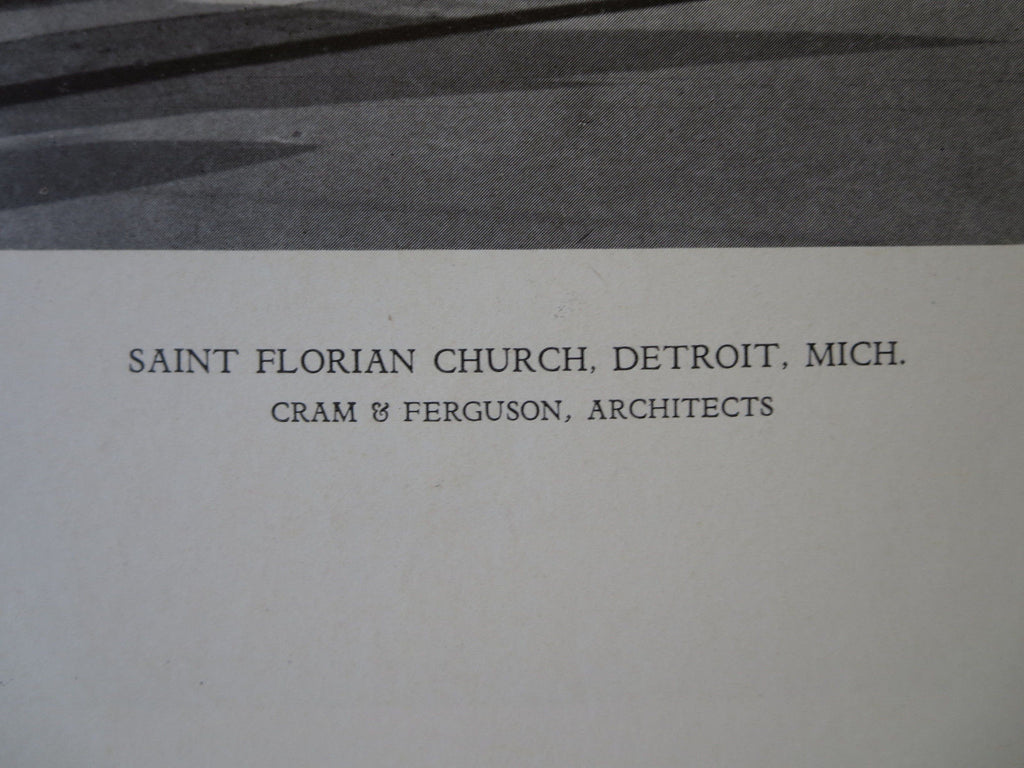 SAINT FLORIAN CHURCH, DETROIT, MICH.
CRAM & FERGUSON, ARCHITECTS